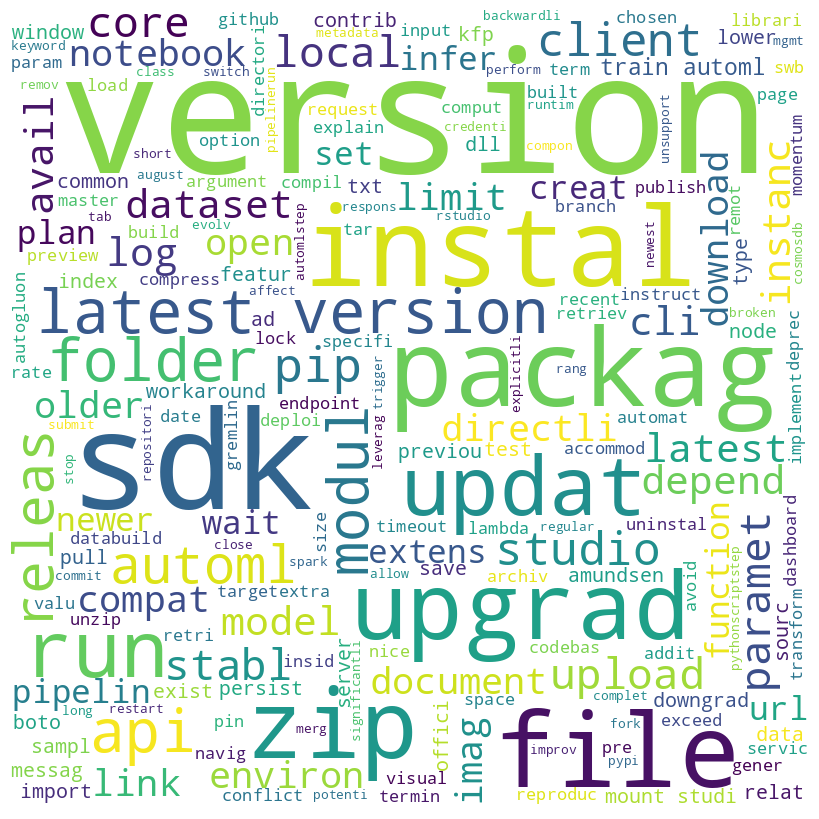 backwardli
github
contrib
input
kfp
chosen
librari
window
core
client
lower
mgmt
keyword
param
notebook
local
metadata
infer
term
train automl
swb
remov
load
class
switch
version
perform
directori
pipelinerun
request
comput
built
runtim
page
avail
option
explain
dll
credenti
compon
unsupport
momentum
short
set
common
august
argument
compil
txt
limit
creat
publish
download
instanc
master
dataset
respons
rstudio
branch
remot
plan
tab
build
evolv
log
open
tar
automlstep
instal
newest
type
cosmosdb
preview
featur
index
compress
affect
recent
instruct
retriev
autogluon
latest version
ad
cli
node
broken
deprec
rate
lock
specifi
folder
pip
packag
explicitli
rang
implement
workaround
older
date
endpoint
trigger
leverag
submit
gremlin
deploi
modul
directli
automat
repositori
sdk
previou
test
accommod
latest
releas
stop
updat
depend
dashboard
newer
wait
size
timeout
lambda
regular
uninstal
databuild
close
extens
studio
function
sourc
pull
automl
spark
save
paramet
commit
allow
archiv
amundsen
avoid
pythonscriptstep
transform
valu
compat
targetextra
upgrad
unzip
run
retri
model
stabl
insid
server
significantli
nice
codebas
addit
document
upload
pipelin
exist
persist
space
complet
downgrad
url
boto
long
restart
pin
api
zip
offici
imag
file
fork
exceed
data
sampl
merg
navig
improv
pre
pypi
servic
messag
link
environ
visual
gener
import
conflict
potenti
termin
reproduc
mount studi
relat